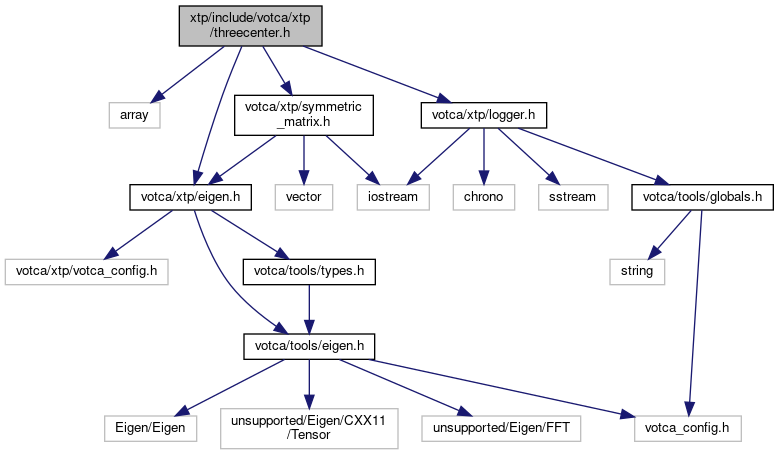 xtp/include/votca/xtp
/threecenter.h
array
votca/xtp/symmetric
_matrix.h
votca/xtp/logger.h
votca/xtp/eigen.h
vector
iostream
chrono
sstream
votca/tools/globals.h
votca/xtp/votca_config.h
votca/tools/types.h
string
votca/tools/eigen.h
Eigen/Eigen
unsupported/Eigen/CXX11
/Tensor
unsupported/Eigen/FFT
votca_config.h